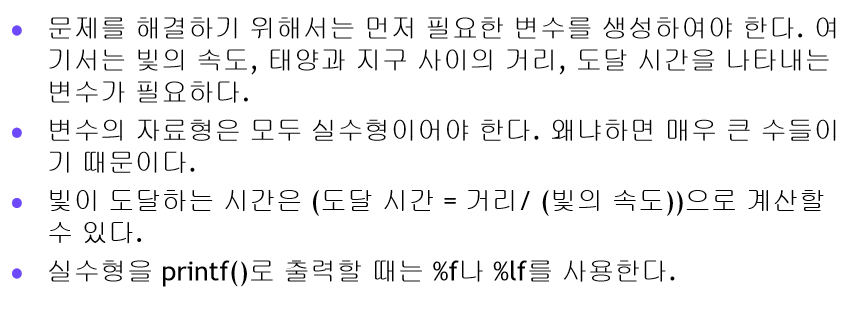 • 문제를 해결하기 위해서는 먼저 필요한 변수를 생성하여야 한다. 여
기서는 빛의 속도, 태양과 지구 사이의 거리, 도달 시간을 나타내는
변수가 필요하다.
• 변수의 자료형은 모두 실수형이어야 한다. 왜냐하면 매우 큰 수들이
기 때문이다.
• 빛이 도달하는 시간은 (도달 시간 = 거리/ (빛의 속도))으로 계산할
수 있다.
• 실수형을 printf()로 출력할 때는 %f나 %lf를 사용한다.